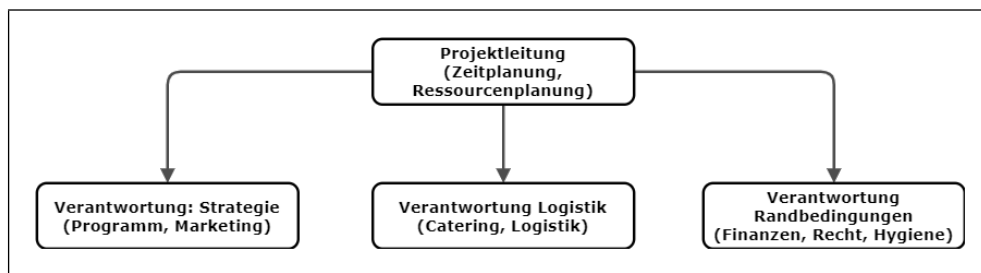 Projektleitung
(Zeitplanung,
Ressourcenplanung)
Verantwortung: Strategie
(Programm, Marketing)
Verantwortung Logistik
(Catering, Logistik)
Verantwortung
Randbedingungen
(Finanzen, Recht, Hygiene)